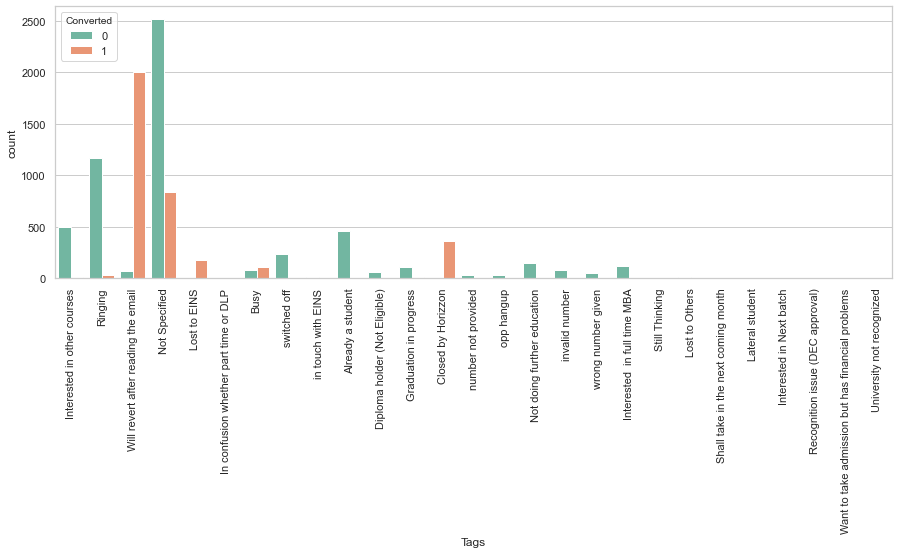 Converted
0
1
2500
2000
1500
1000
500
0
count
Interested in other courses
Ringing
Will revert after reading the email
Not Specified
Lost to EINS
In confusion whether part time or DLP
Busy
switched off
in touch with EINS
Already a student
Diploma holder (Not Eligible)
Graduation in progress
Closed by Horizzon
number not provided
opp hangup
Not doing further education
invalid number
wrong number given
Interested  in full time MBA
Still Thinking
Lost to Others
Shall take in the next coming month
Lateral student
Interested in Next batch
Recognition issue (DEC approval)
Want to take admission but has financial problems
University not recognized
Tags